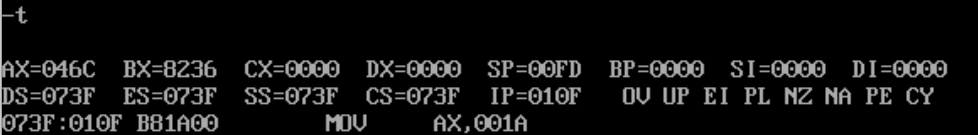 -t
AX=046C  BX=8236  CX=0000  DX=0000  SP=00FD  BP=0000  SI=0000  DI=0000
DS=073F  ES=073F  SS=073F  CS=073F  IP=010F   OV UP EI PL NZ NA PE CY
073F:010F B81A00        MOV     AX,001A